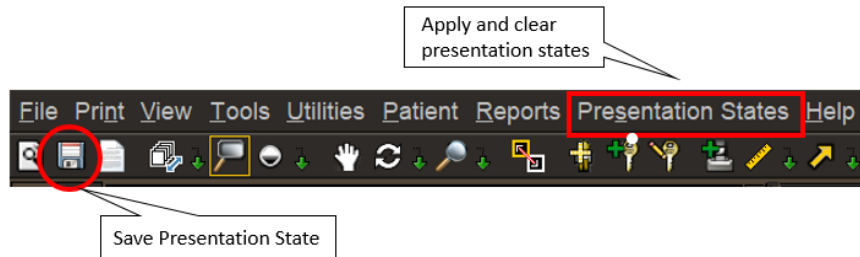 Apply and clear
presentation states
File Print View Tools Utilities Patient Reports Presentation States Help
Save Presentation State